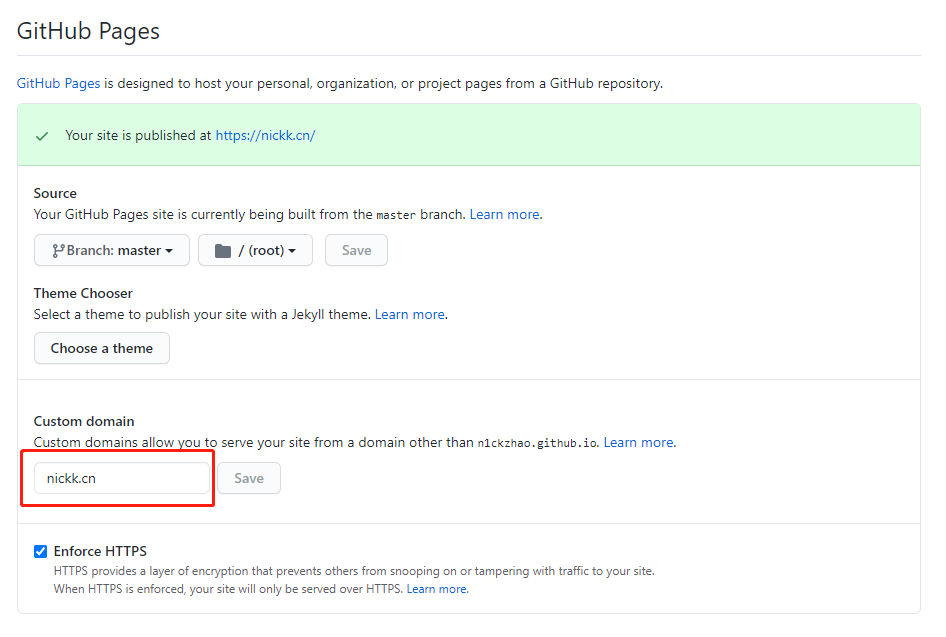 GitHub Pages
GitHub Pages is designed to host your personal, organization, or project pages from a GitHub repository.
Your site is published at https://nickk.cn/
Source
Your GitHub Pages site is currently being built from the master branch. Learn more.
Branch: master / (root) Save
Theme Chooser
Select a theme to publish your site with a Jekyll theme. Learn more.
Choose a theme
Custom domain
Custom domains allow you to serve your site from a domain other than n1ckzhao.github.io. Learn more.
nickk.cn Save
Enforce HTTPS
HTTPS provides a layer of encryption that prevents others from snooping on or tampering with traffic to your site.
When HTTPS is enforced, your site will only be served over HTTPS. Learn more.